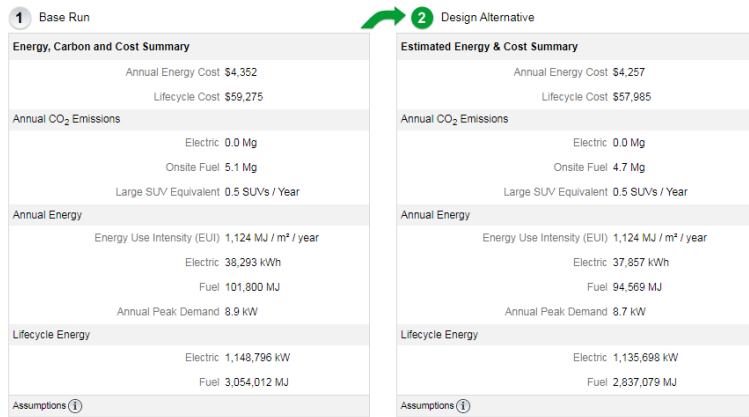 1 Base Run
Energy, Carbon and Cost Summary
Annual Energy Cost $4,352
Lifecycle Cost $59,275
Annual CO2 Emissions
Electric 0.0 Mg
Onsite Fuel 5.1 Mg
Large SUV Equivalent 0.5 SUVs / Year
Annual Energy
Energy Use Intensity (EUI) 1,124 MJ / m² / year
Electric 38,293 kWh
Fuel 101,800 MJ
Annual Peak Demand 8.9 kW
Lifecycle Energy
Electric 1,148,796 kW
Fuel 3,054,012 MJ
Assumptions i
2 Design Alternative
Estimated Energy & Cost Summary
Annual Energy Cost $4,257
Lifecycle Cost $57,985
Annual CO2 Emissions
Electric 0.0 Mg
Onsite Fuel 4.7 Mg
Large SUV Equivalent 0.5 SUVs / Year
Annual Energy
Energy Use Intensity (EUI) 1,124 MJ / m² / year
Electric 37,857 kWh
Fuel 94,569 MJ
Annual Peak Demand 8.7 kW
Lifecycle Energy
Electric 1,135,698 kW
Fuel 2,837,079 MJ
Assumptions i